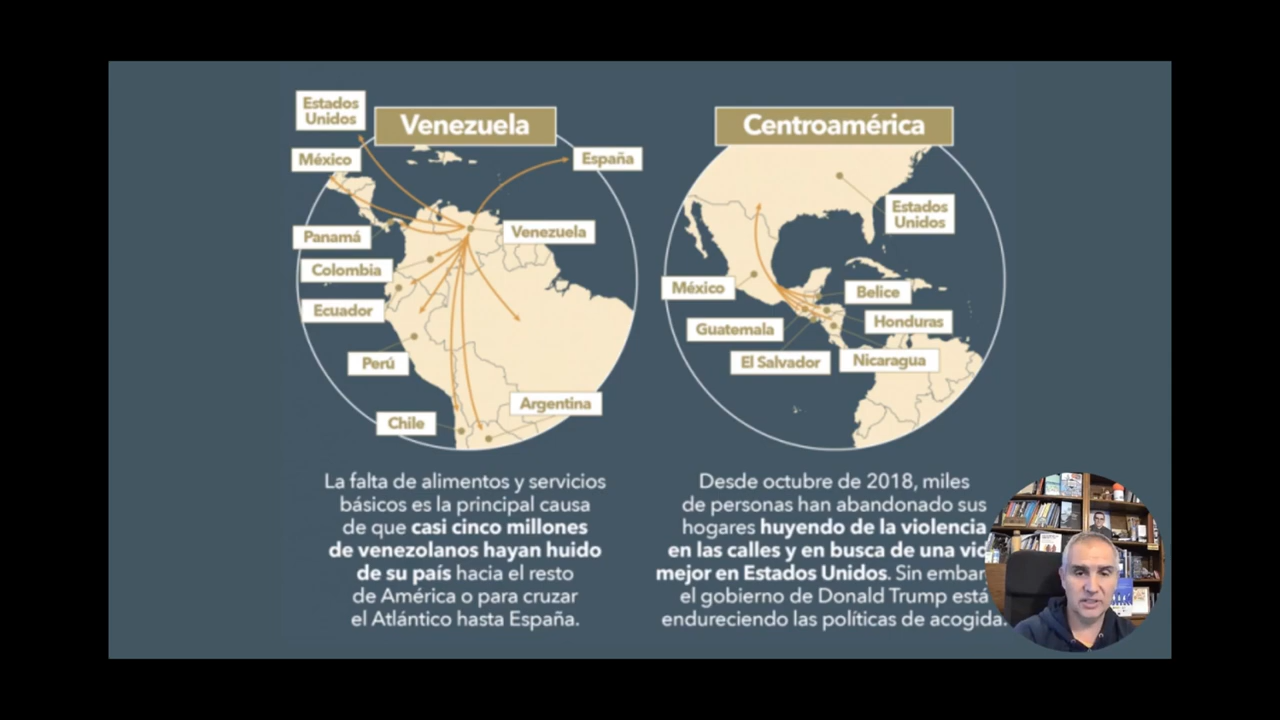 Venezuela
Estados
Unidos
México
España
Panamá
Venezuela
Colombia
Ecuador
Perú
Argentina
Chile
La falta de alimentos y servicios
básicos es la principal causa
de que casi cinco millones
de venezolanos hayan huido
de su país hacia el resto
de América o para cruzar
el Atlántico hasta España.
Centroamérica
Estados
Unidos
México
Belice
Guatemala
Honduras
El Salvador
Nicaragua
Desde octubre de 2018, miles
de personas han abandonado sus
hogares huyendo de la violencia
en las calles y en busca de una
mejor en Estados Unidos. Sin
el gobierno de Donald Trump está
endureciendo las políticas de acogida.